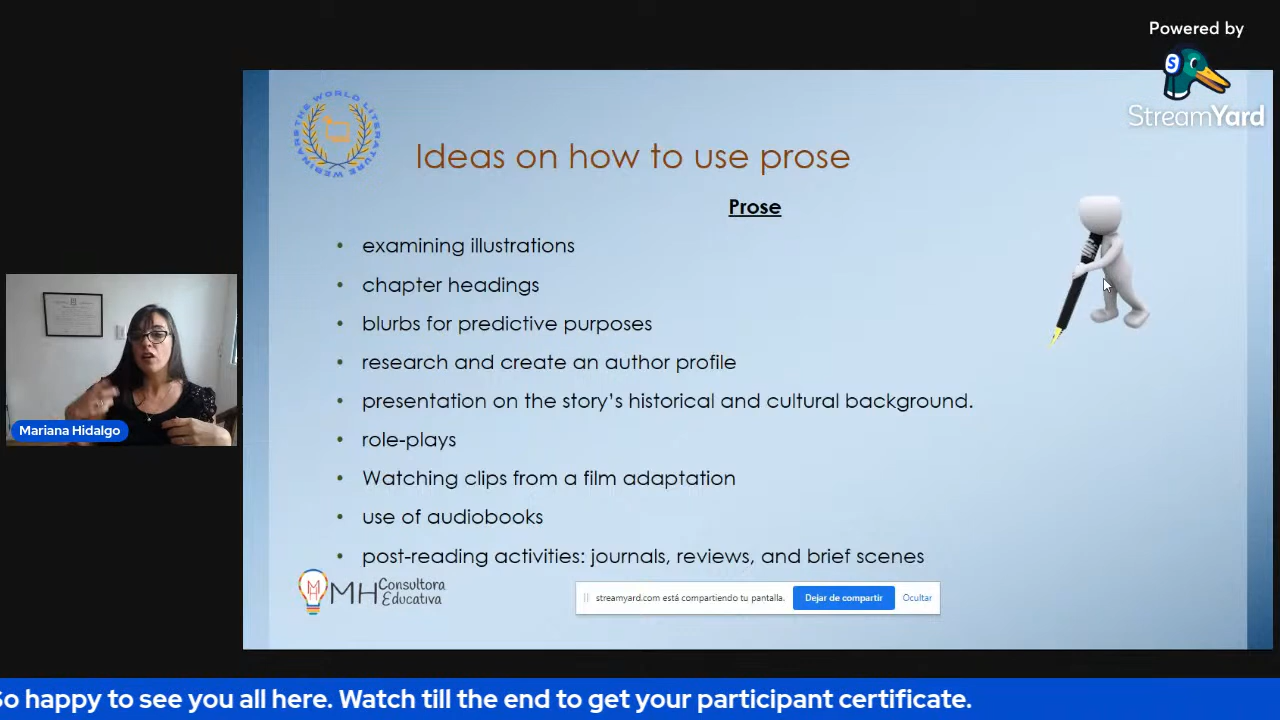 Powered by
StreamYard
THE WORLD LITERATURE WEBINARS
Ideas on how to use prose
Prose
• examining illustrations
• chapter headings
• blurbs for predictive purposes
• research and create an author profile
• presentation on the story's historical and cultural background.
• role-plays
• Watching clips from a film adaptation
• use of audiobooks
• post-reading activities: journals, reviews, and brief scenes
Mariana Hidalgo
MH Consultora Educativa
streamyard.com está compartiendo tu pantalla. Dejar de compartir Ocultar
So happy to see you all here. Watch till the end to get your participant certificate.